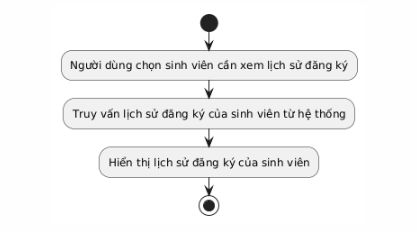 Người dùng chọn sinh viên cần xem lịch sử đăng ký
Truy vấn lịch sử đăng ký của sinh viên từ hệ thống
Hiển thị lịch sử đăng ký của sinh viên